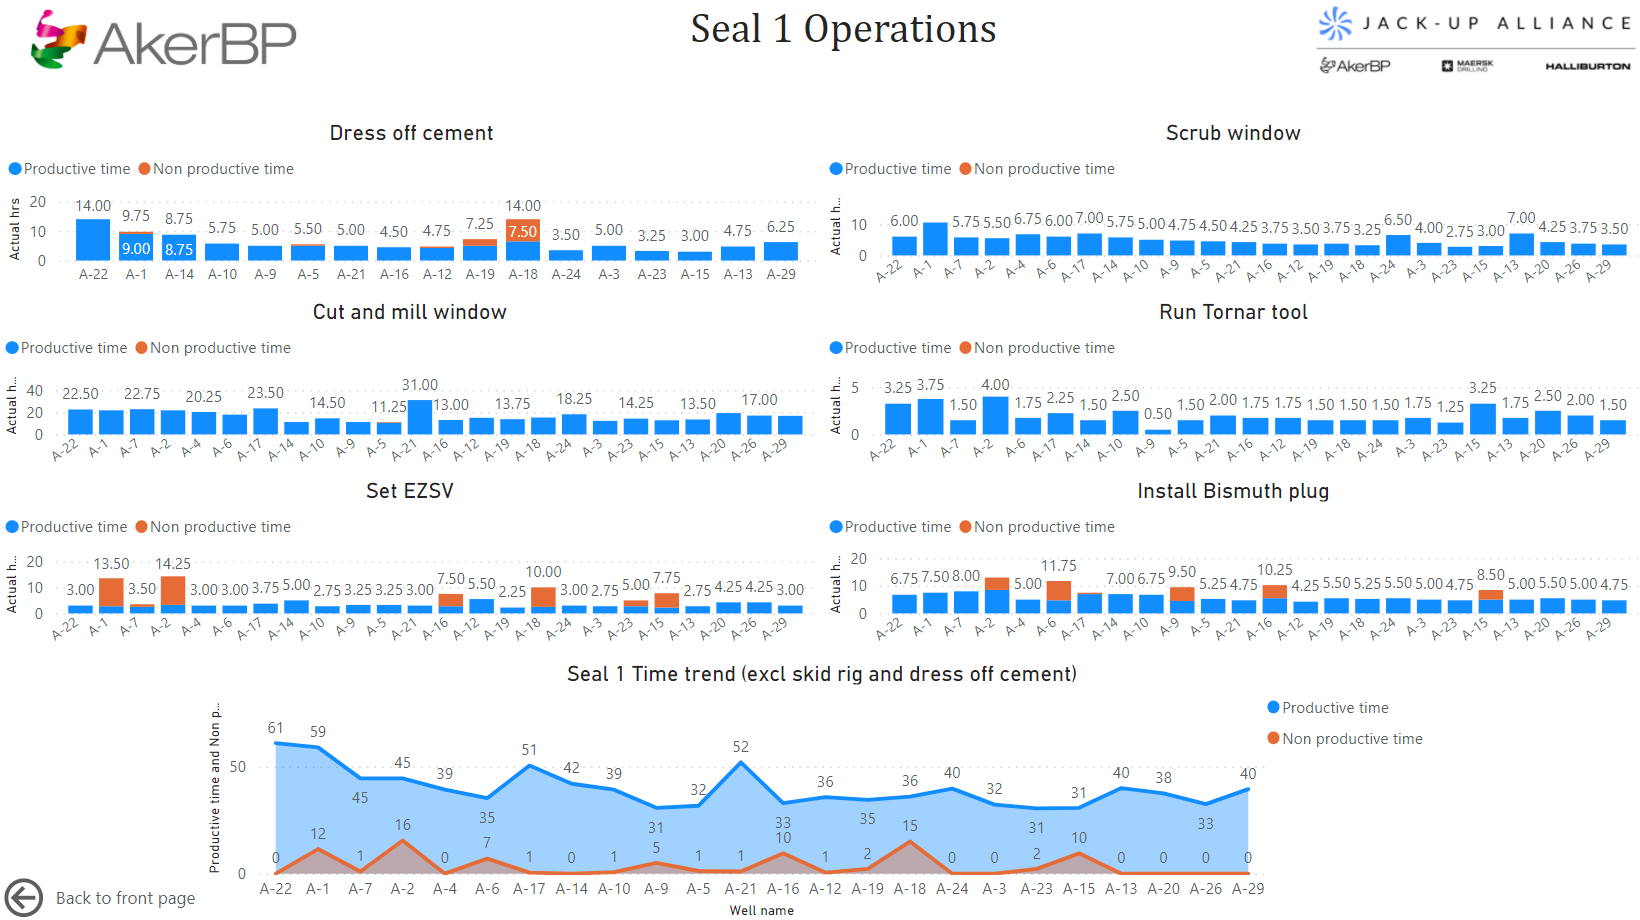 AkerBP
Seal 1 Operations
JACK-UP ALLIANCE
AkerBP MAERSK DRILLING HALLIBURTON
Dress off cement
Productive time Non productive time
Actual hrs
20
10
0
14.00 9.75 8.75 5.75 5.00 5.50 5.00 4.50 4.75 7.25 14.00 3.50 5.00 3.25 3.00 4.75 6.25
9.00 8.75 7.50
A-22 A-1 A-14 A-10 A-9 A-5 A-21 A-16 A-12 A-19 A-18 A-24 A-3 A-23 A-15 A-13 A-29
Scrub window
Productive time Non productive time
Actual h...
10
0
6.00 5.75 5.50 6.75 6.00 7.00 5.75 5.00 4.75 4.50 4.25 3.75 3.50 3.75 3.25 6.50 4.00 2.75 3.00 7.00 4.25 3.75 3.50
A-22 A-1 A-7 A-2 A-4 A-6 A-17 A-14 A-10 A-9 A-5 A-21 A-16 A-12 A-19 A-18 A-24 A-3 A-23 A-15 A-13 A-20 A-26 A-29
Cut and mill window
Productive time Non productive time
Actual h...
40
20
0
22.50 22.75 20.25 23.50 14.50 11.25 31.00 13.00 13.75 18.25 14.25 13.50 17.00
A-22 A-1 A-7 A-2 A-4 A-6 A-17 A-14 A-10 A-9 A-5 A-21 A-16 A-12 A-19 A-18 A-24 A-3 A-23 A-15 A-13 A-20 A-26 A-29
Run Tornar tool
Productive time Non productive time
Actual h...
5
0
3.25 3.75 1.50 4.00 1.75 2.25 1.50 2.50 0.50 1.50 2.00 1.75 1.75 1.50 1.50 1.50 1.75 1.25 3.25 1.75 2.50 2.00 1.50
A-22 A-1 A-7 A-2 A-6 A-17 A-14 A-10 A-9 A-5 A-21 A-16 A-12 A-19 A-18 A-24 A-3 A-23 A-15 A-13 A-20 A-26 A-29
Set EZSV
Productive time Non productive time
Actual h...
20
10
0
3.00 13.50 3.50 14.25 3.00 3.00 3.75 5.00 2.75 3.25 3.25 3.00 7.50 5.50 2.25 10.00 3.00 2.75 5.00 7.75 2.75 4.25 4.25 3.00
A-22 A-1 A-7 A-2 A-4 A-6 A-17 A-14 A-10 A-9 A-5 A-21 A-16 A-12 A-19 A-18 A-24 A-3 A-23 A-15 A-13 A-20 A-26 A-29
Install Bismuth plug
Productive time Non productive time
Actual h...
20
10
0
6.75 7.50 8.00 5.00 11.75 7.00 6.75 9.50 5.25 4.75 10.25 4.25 5.50 5.25 5.50 5.00 4.75 8.50 5.00 5.50 5.00 4.75
A-22 A-1 A-7 A-2 A-4 A-6 A-17 A-14 A-10 A-9 A-5 A-21 A-16 A-12 A-19 A-18 A-24 A-3 A-23 A-15 A-13 A-20 A-26 A-29
Seal 1 Time trend (excl skid rig and dress off cement)
Productive time
Non productive time
Productive time and Non p...
50
0
61 59 45 45 39 35 51 42 39 31 32 52 33 36 35 36 40 32 31 31 40 38 33 40
0 12 1 16 0 7 1 0 1 5 1 1 10 1 2 15 0 0 2 10 0 0 0 0
A-22 A-1 A-7 A-2 A-4 A-6 A-17 A-14 A-10 A-9 A-5 A-21 A-16 A-12 A-19 A-18 A-24 A-3 A-23 A-15 A-13 A-20 A-26 A-29
Well name
Back to front page